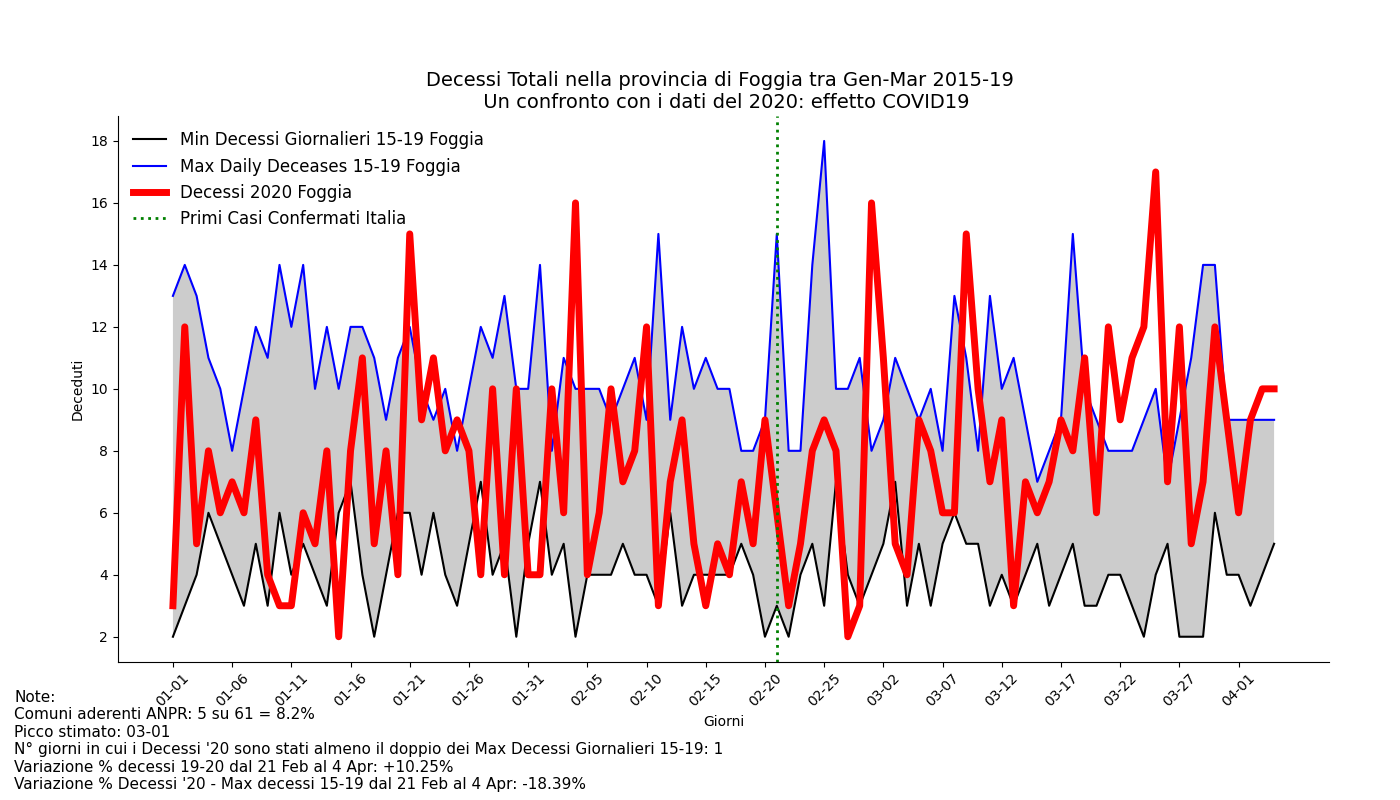 Decessi Totali nella provincia di Foggia tra Gen-Mar 2015-19
Un confronto con i dati del 2020: effetto COVID19
Min Decessi Giornalieri 15-19 Foggia
Max Daily Deceases 15-19 Foggia
Decessi 2020 Foggia
Primi Casi Confermati Italia
Deceduti
18
16
14
12
10
8
6
4
2
01-01
01-06
01-11
01-16
01-21
01-26
01-31
02-05
02-10
02-15
02-20
02-25
03-02
03-07
03-12
03-17
03-22
03-27
04-01
Giorni
Note:
Comuni aderenti ANPR: 5 su 61 = 8.2%
Picco stimato: 03-01
N° giorni in cui i Decessi '20 sono stati almeno il doppio dei Max Decessi Giornalieri 15-19: 1
Variazione % decessi 19-20 dal 21 Feb al 4 Apr: +10.25%
Variazione % Decessi '20 - Max decessi 15-19 dal 21 Feb al 4 Apr: -18.39%